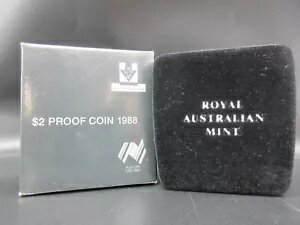 $2 PROOF COIN 1988
ROYAL
AUSTRALIAN
MINT